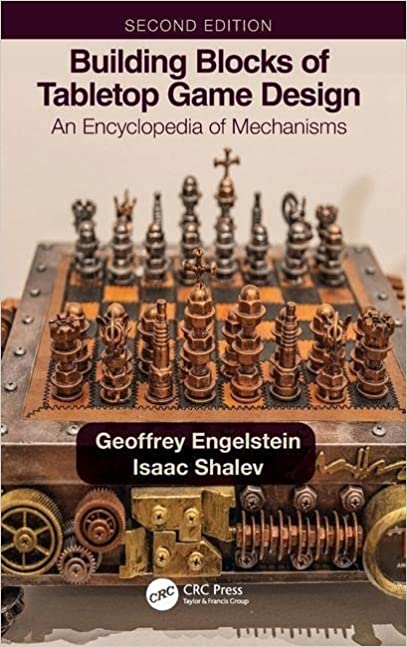 SECOND EDITION
Building Blocks of
Tabletop Game Design
An Encyclopedia of Mechanisms
Geoffrey Engelstein
Isaac Shalev
CRC
CRC Press
Taylor & Francis Group